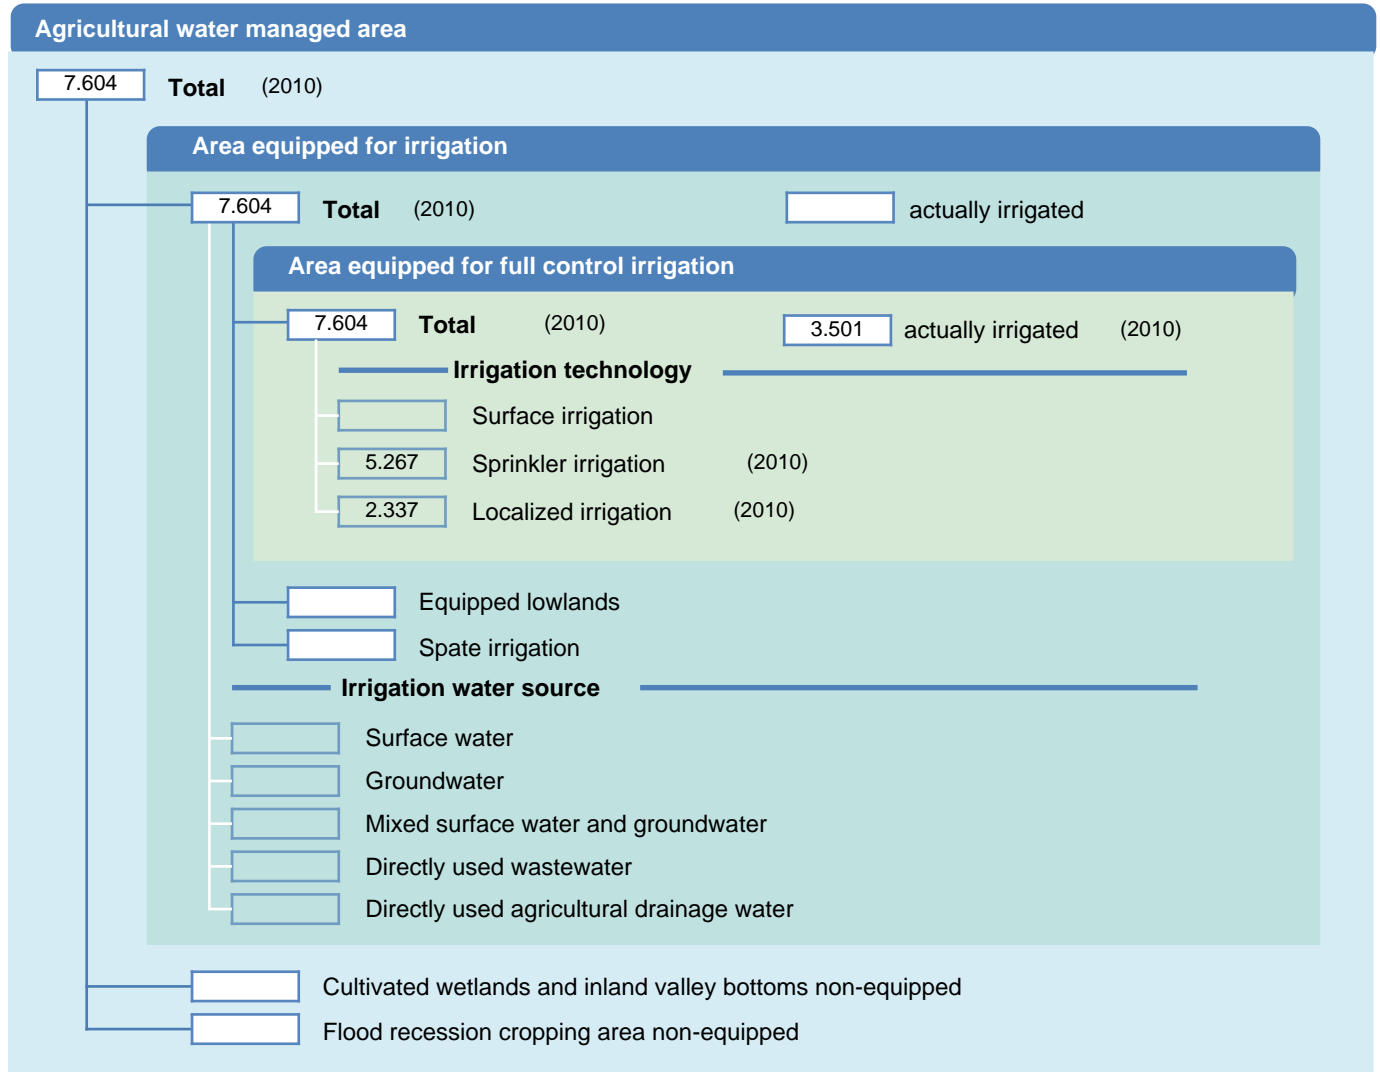 Agricultural water managed area
7.604 Total (2010)
Area equipped for irrigation
7.604 Total (2010) actually irrigated
Area equipped for full control irrigation
7.604 Total (2010) 3.501 actually irrigated (2010)
Irrigation technology
Surface irrigation
5.267 Sprinkler irrigation (2010)
2.337 Localized irrigation (2010)
Equipped lowlands
Spate irrigation
Irrigation water source
Surface water
Groundwater
Mixed surface water and groundwater
Directly used wastewater
Directly used agricultural drainage water
Cultivated wetlands and inland valley bottoms non-equipped
Flood recession cropping area non-equipped